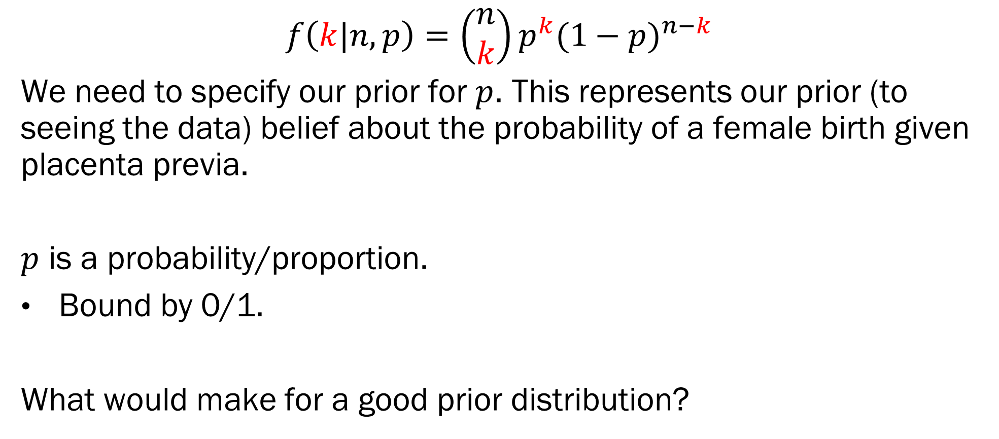 f(k|n, p) = (n k) p^k (1 − p)^{n−k}
We need to specify our prior for p. This represents our prior (to
seeing the data) belief about the probability of a female birth given
placenta previa.
p is a probability/proportion.
• Bound by 0/1.
What would make for a good prior distribution?